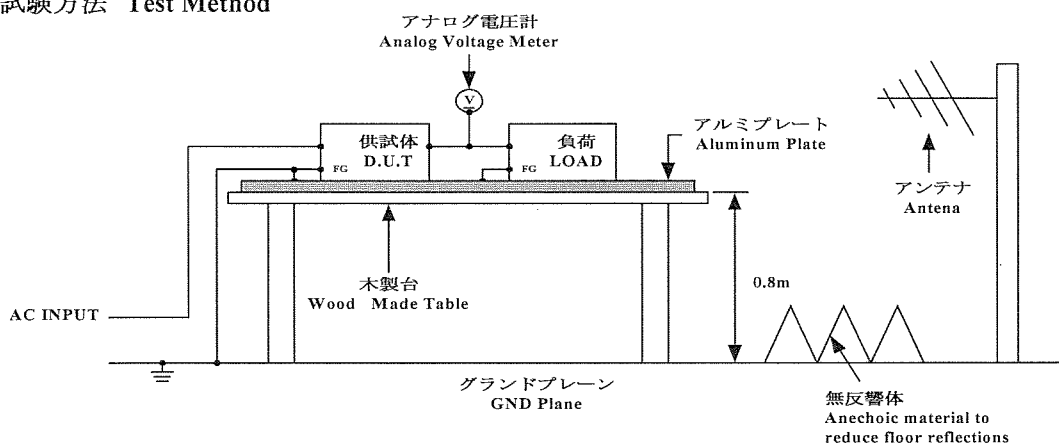 試験方法 Test Method
アナログ電圧計
Analog Voltage Meter
V
供試体
D.U.T
FG
負荷
LOAD
FG
アルミプレート
Aluminum Plate
アンテナ
Antena
木製台
Wood Made Table
0.8m
AC INPUT
グランドプレーン
GND Plane
無反響体
Anechoic material to
reduce floor reflections